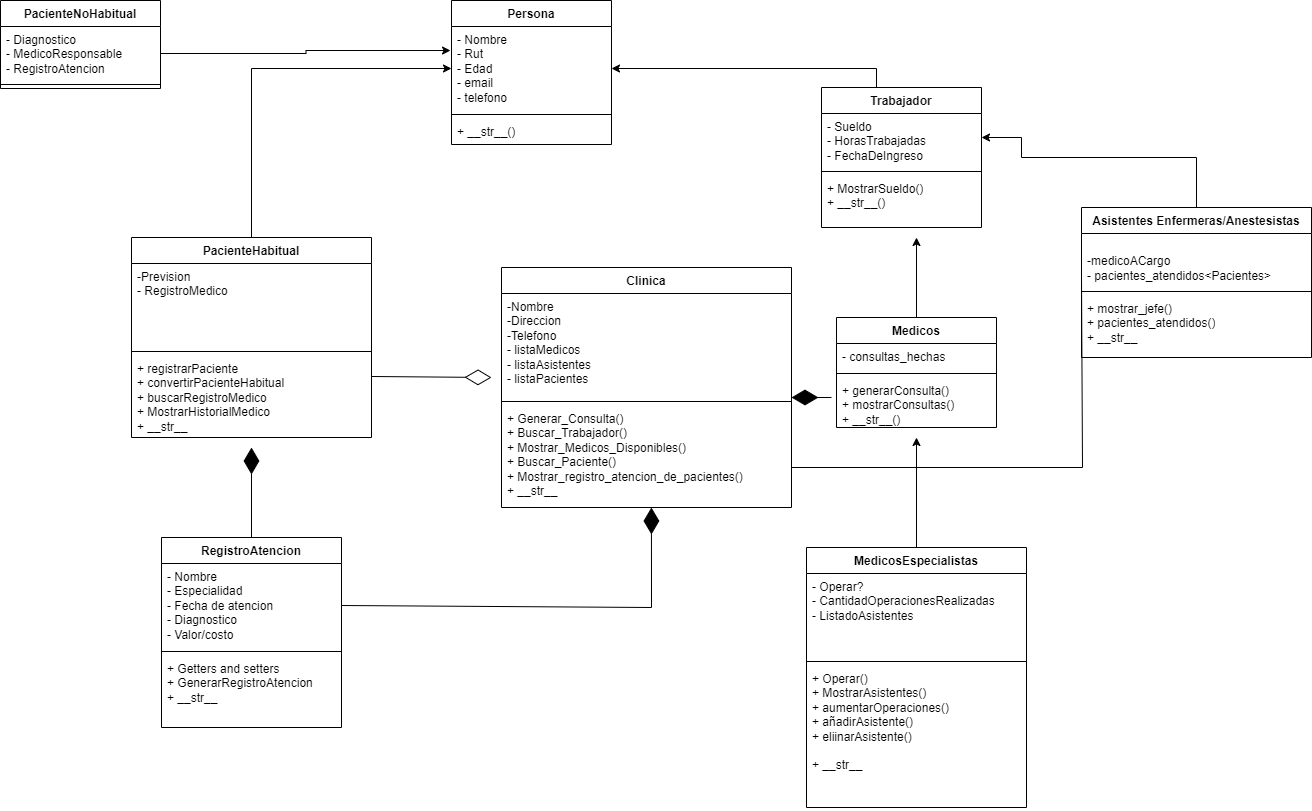 PacienteNoHabitual
- Diagnostico
- MedicoResponsable
- RegistroAtencion
Persona
- Nombre
- Rut
- Edad
- email
- telefono
+ __str__()
Trabajador
- Sueldo
- HorasTrabajadas
- FechaDeIngreso
+ MostrarSueldo()
+ __str__()
Asistentes Enfermeras/Anestesistas
-medicoACargo
- pacientes_atendidos<Pacientes>
+ mostrar_jefe()
+ pacientes_atendidos()
+ __str__
PacienteHabitual
-Prevision
- RegistroMedico
+ registrarPaciente
+ convertirPacienteHabitual
+ buscarRegistroMedico
+ MostrarHistorialMedico
+ __str__
Clinica
-Nombre
-Direccion
-Telefono
- listaMedicos
- listaAsistentes
- listaPacientes
+ Generar_Consulta()
+ Buscar_Trabajador()
+ Mostrar_Medicos_Disponibles()
+ Buscar_Paciente()
+ Mostrar_registro_atencion_de_pacientes()
+ __str__
Medicos
- consultas_hechas
+ generarConsulta()
+ mostrarConsultas()
+ __str__()
RegistroAtencion
- Nombre
- Especialidad
- Fecha de atencion
- Diagnostico
- Valor/costo
+ Getters and setters
+ GenerarRegistroAtencion
+ __str__
MedicosEspecialistas
- Operar?
- CantidadOperacionesRealizadas
- ListadoAsistentes
+ Operar()
+ MostrarAsistentes()
+ aumentarOperaciones()
+ añadirAsistente()
+ eliinarAsistente()
+ __str__